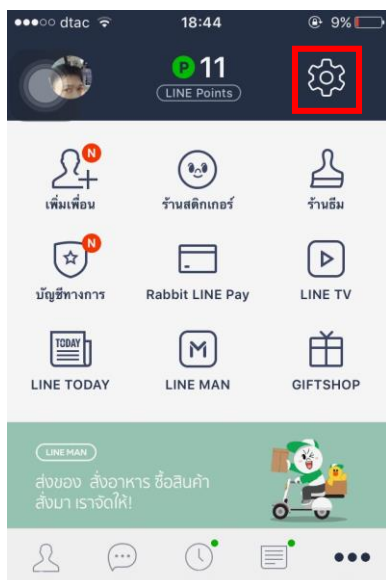 dtac 18:44 9%
P 11
LINE Points
N
เพิ่มเพื่อน ร้านสติกเกอร์ ร้านธีม
N
บัญชีทางการ Rabbit LINE Pay LINE TV
TODAY M
LINE TODAY LINE MAN GIFTSHOP
LINE MAN
ส่งของ สั่งอาหาร ซื้อสินค้า
สั่งมา เราจัดให้!